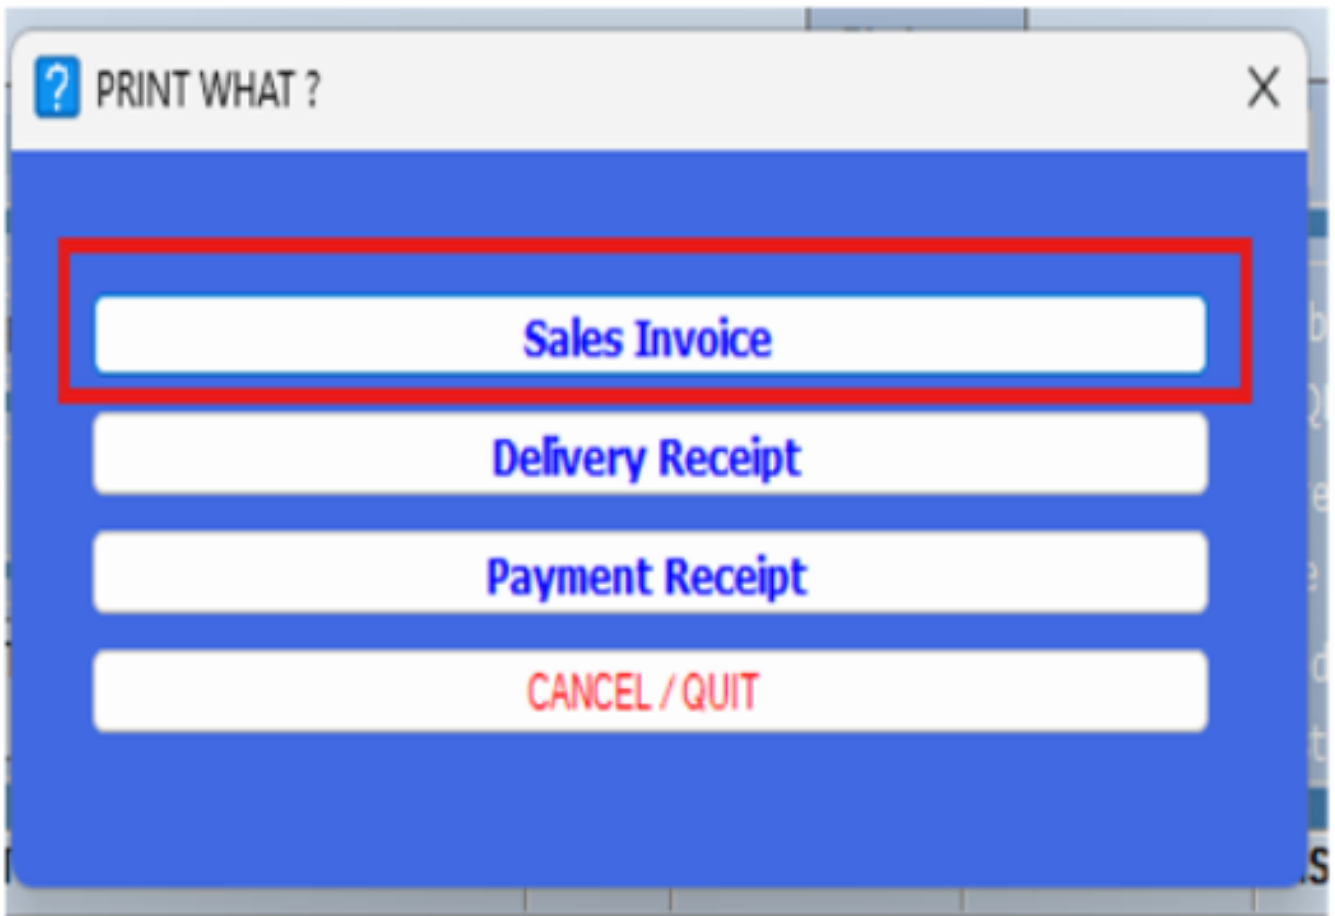 PRINT WHAT ?
Sales Invoice
Delivery Receipt
Payment Receipt
CANCEL / QUIT